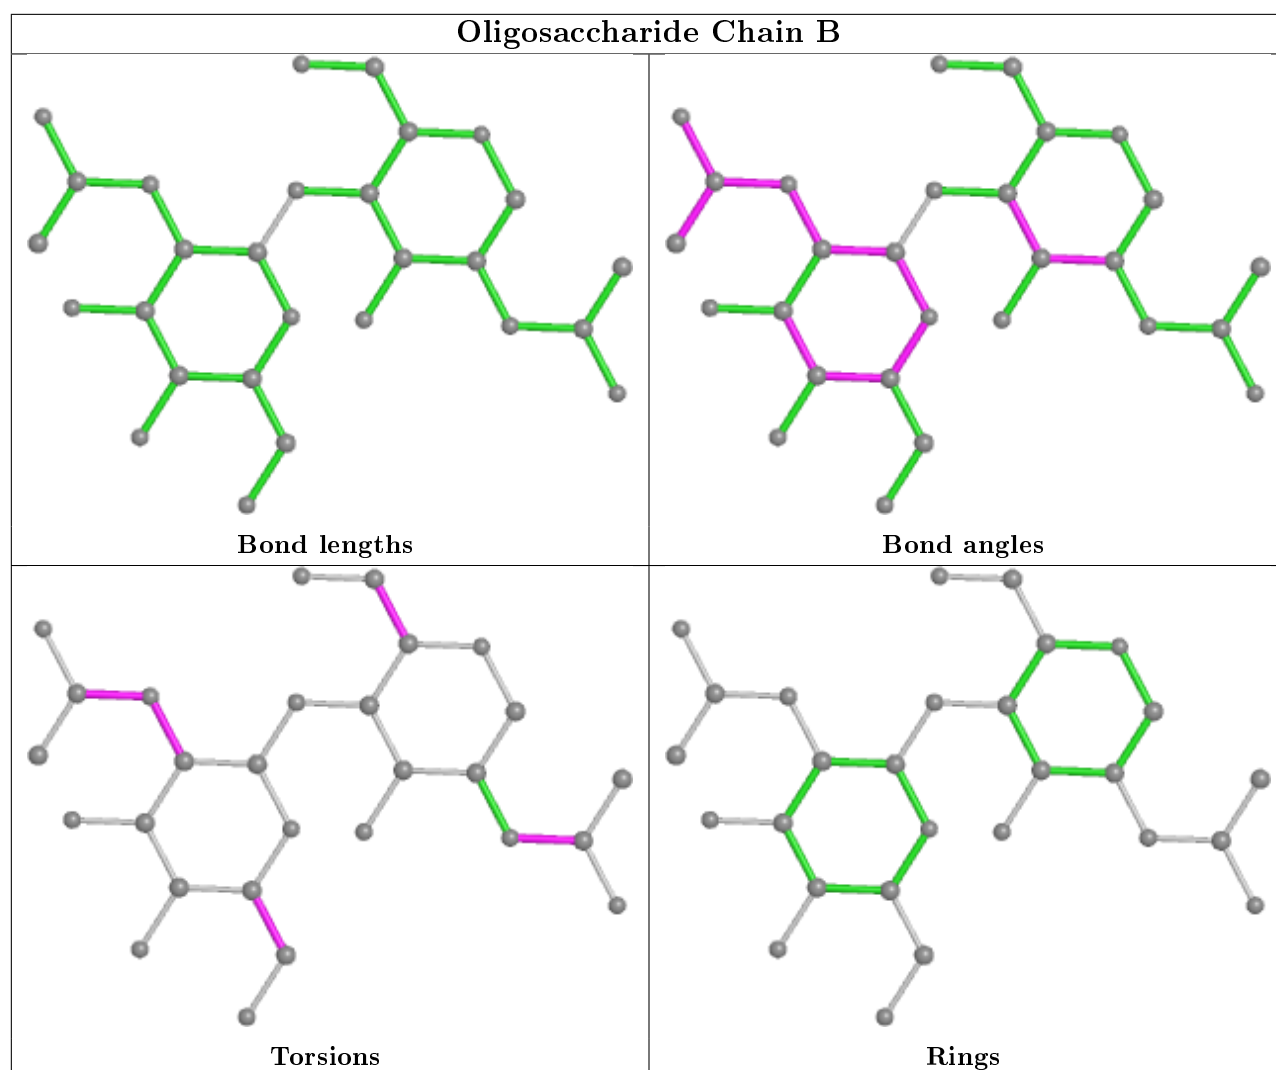 Oligosaccharide Chain B
Bond lengths
Bond angles
Torsions
Rings